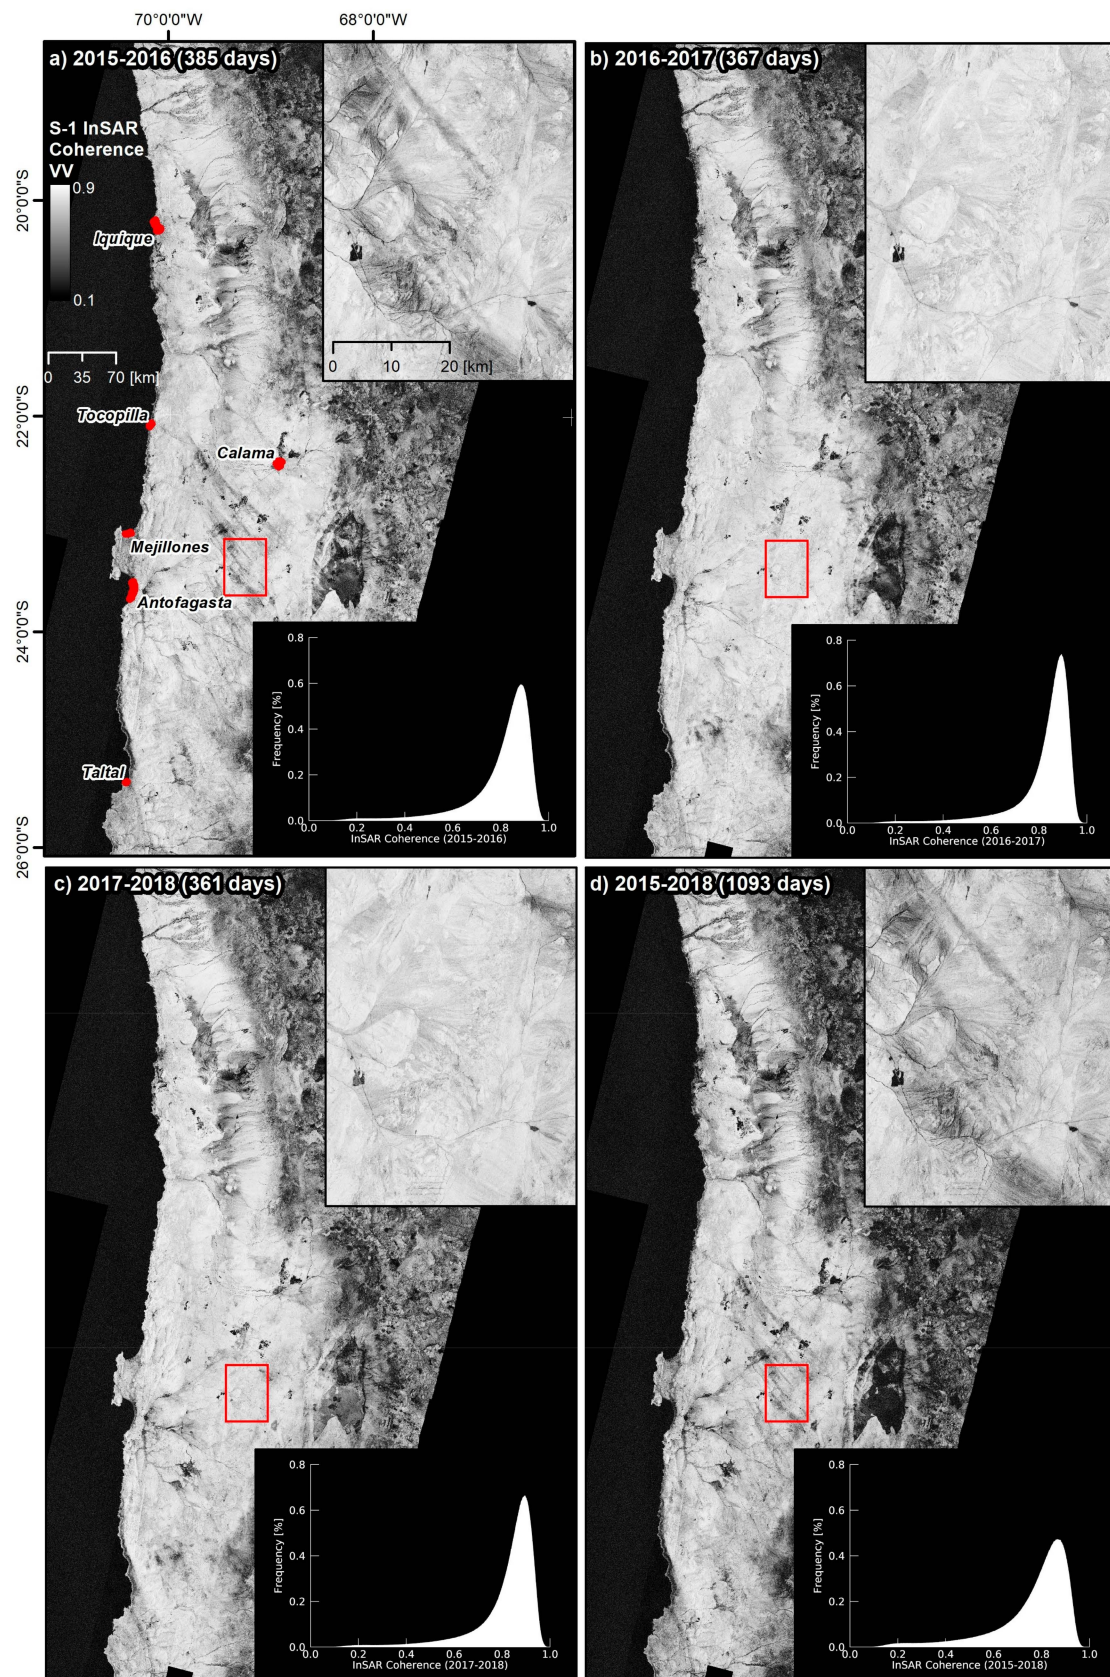 70°0'0"W 68°0'0"W
a) 2015-2016 (385 days)
S-1 InSAR
Coherence
VV
0.9
0.1
20°0'0"S
Iquique
0 10 20 [km]
0 35 70 [km]
22°0'0"S
Tocopilla
Calama
Mejillones
Antofagasta
24°0'0"S
Taltal
26°0'0"S
Frequency [%]
0.8
0.6
0.4
0.2
0.0
0.0 0.2 0.4 0.6 0.8 1.0
InSAR Coherence (2015-2016)
b) 2016-2017 (367 days)
Frequency [%]
0.8
0.6
0.4
0.2
0.0
0.0 0.2 0.4 0.6 0.8 1.0
InSAR Coherence (2016-2017)
c) 2017-2018 (361 days)
Frequency [%]
0.8
0.6
0.4
0.2
0.0
0.0 0.2 0.4 0.6 0.8 1.0
InSAR Coherence (2017-2018)
d) 2015-2018 (1093 days)
Frequency [%]
0.8
0.6
0.4
0.2
0.0
0.0 0.2 0.4 0.6 0.8 1.0
InSAR Coherence (2015-2018)